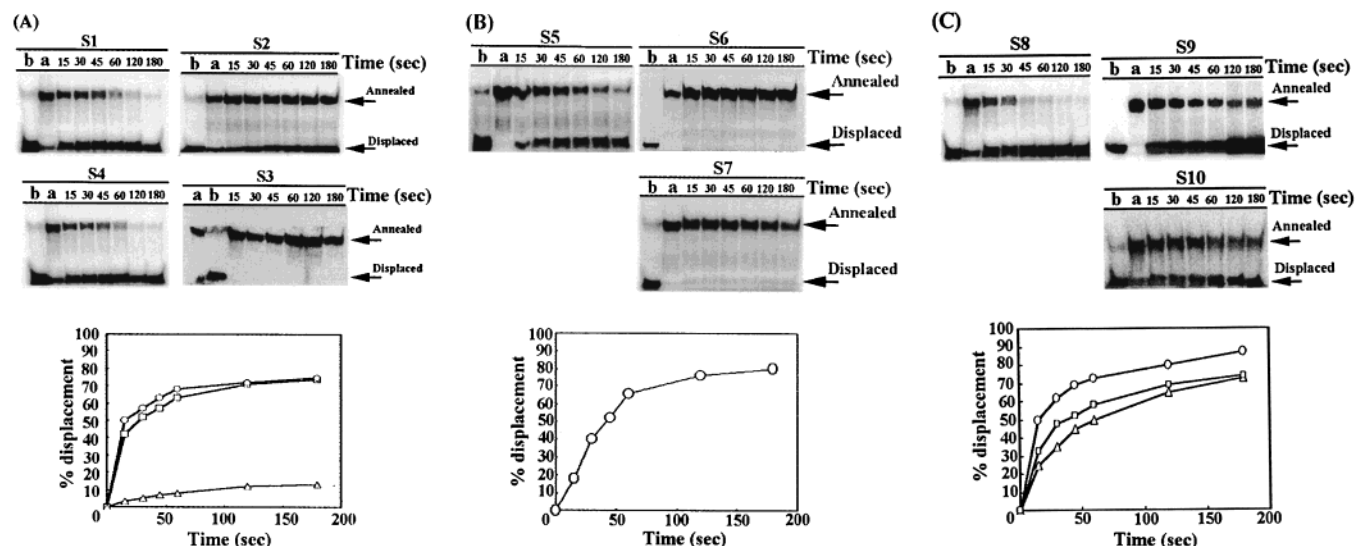 (A)
S1
S2
b a 15 30 45 60 120 180
b a 15 30 45 60 120 180 Time (sec)
Annealed
Displaced
S4
S3
b a 15 30 45 60 120 180
a b 15 30 45 60 120 180 Time (sec)
Annealed
Displaced
% displacement
100
90
80
70
60
50
40
30
20
10
0 50 100 150 200
Time (sec)
(B)
S5
S6
b a 15 30 45 60 120 180
b a 15 30 45 60 120 180 Time (sec)
Annealed
Displaced
S7
b a 15 30 45 60 120 180 Time (sec)
Annealed
Displaced
% displacement
100
90
80
70
60
50
40
30
20
10
0 50 100 150 200
Time (sec)
(C)
S8
S9
b a 15 30 45 60 120 180
b a 15 30 45 60 120 180 Time (sec)
Annealed
Displaced
S10
b a 15 30 45 60 120 180 Time (sec)
Annealed
Displaced
% displacement
100
90
80
70
60
50
40
30
20
10
0 50 100 150 200
Time (sec)